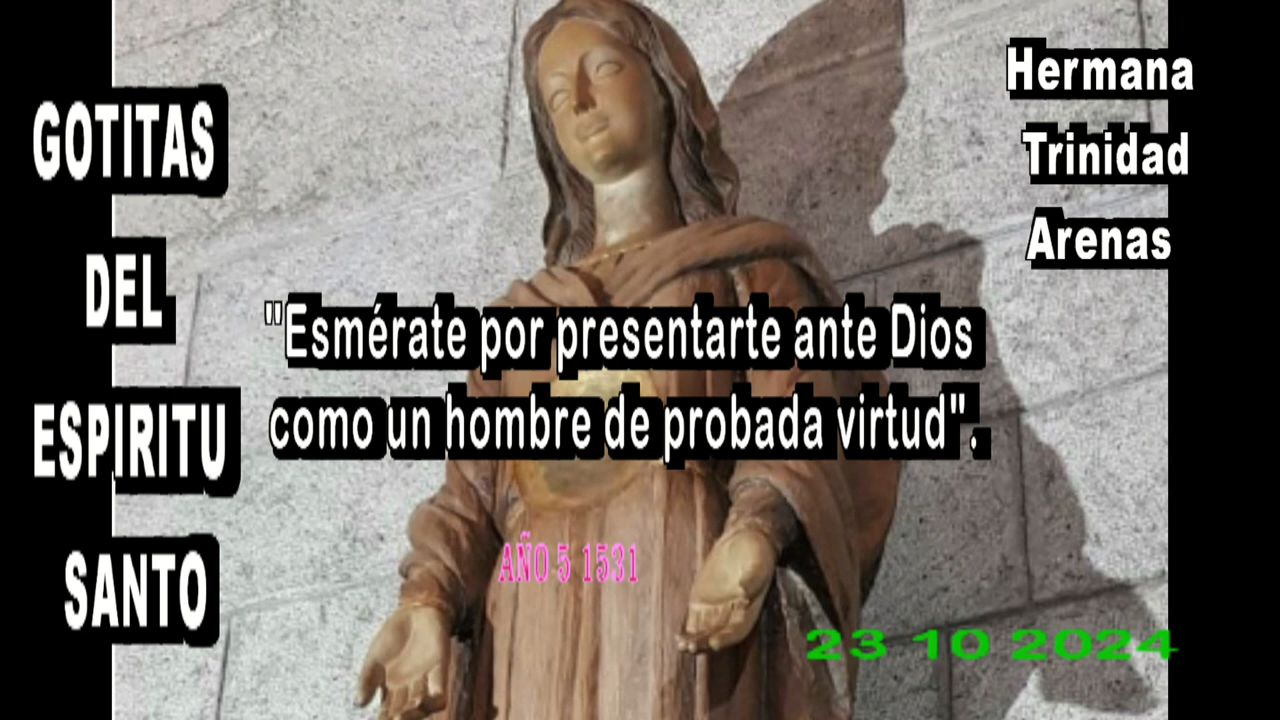 GOTITAS
DEL
ESPIRITU
SANTO
Hermana
Trinidad
Arenas
"Esmérate por presentarte ante Dios
como un hombre de probada virtud".
AÑO 5 1531
23 10 2024